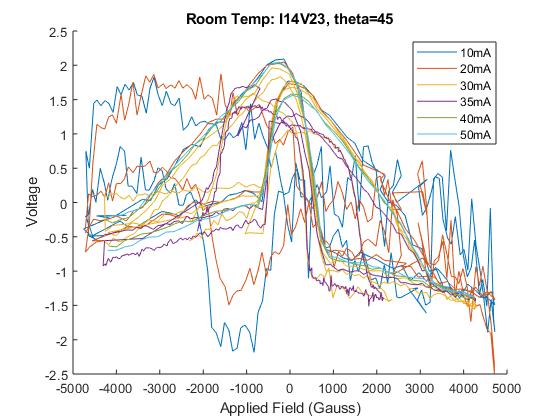 Room Temp: I14V23, theta=45
2.5
2
1.5
1
0.5
0
-0.5
-1
-1.5
-2
-2.5
Voltage
10mA
20mA
30mA
35mA
40mA
50mA
-5000 -4000 -3000 -2000 -1000 0 1000 2000 3000 4000 5000
Applied Field (Gauss)